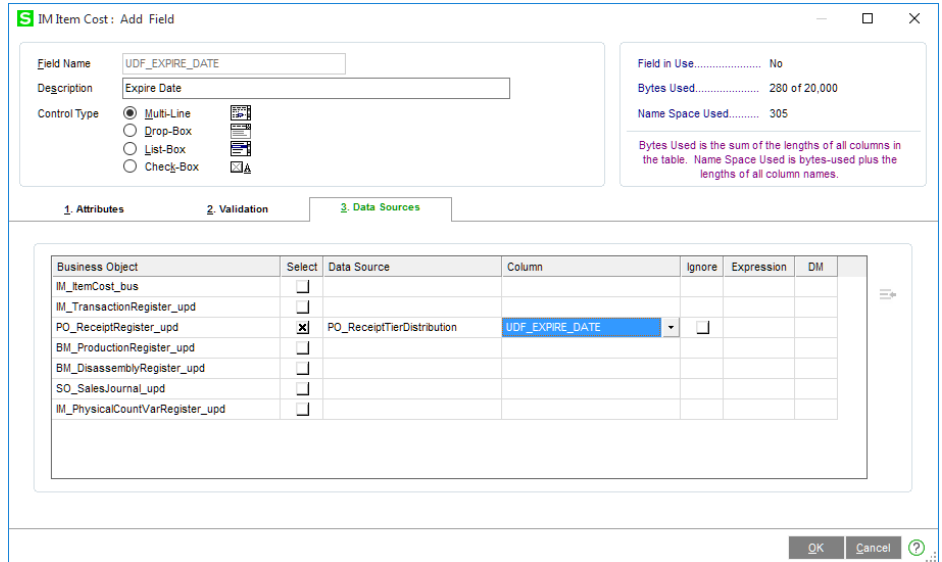 S IM Item Cost: Add Field
Field Name UDF_EXPIRE_DATE
Description Expire Date
Control Type Multi-Line
Drop-Box
List-Box
Check-Box
A
Field in Use...................... No
Bytes Used.................... 280 of 20,000
Name Space Used.......... 305
Bytes Used is the sum of the lengths of all columns in
the table. Name Space Used is bytes-used plus the
lengths of all column names.
1. Attributes 2. Validation 3. Data Sources
Business Object Select Data Source Column Ignore Expression DM
IM_ItemCost_bus
IM_TransactionRegister_upd
PO_ReceiptRegister_upd PO_ReceiptTierDistribution UDF_EXPIRE_DATE
BM_ProductionRegister_upd
BM_DisassemblyRegister_upd
SO_SalesJournal_upd
IM_PhysicalCountVarRegister_upd
OK Cancel ?